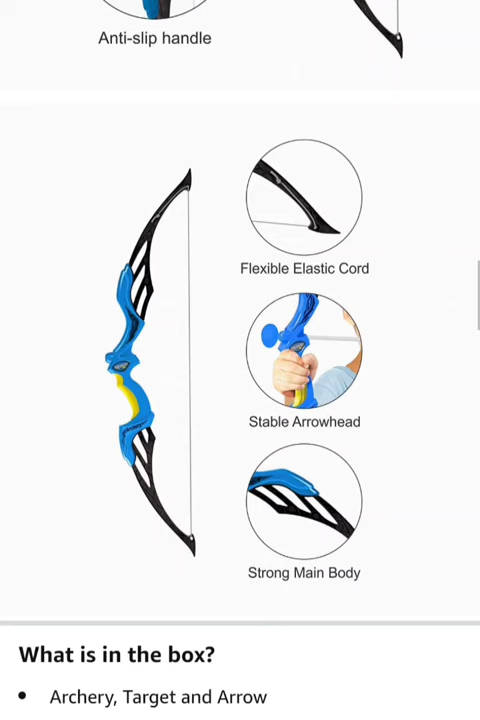 Anti-slip handle
Flexible Elastic Cord
Stable Arrowhead
Strong Main Body
What is in the box?
• Archery, Target and Arrow